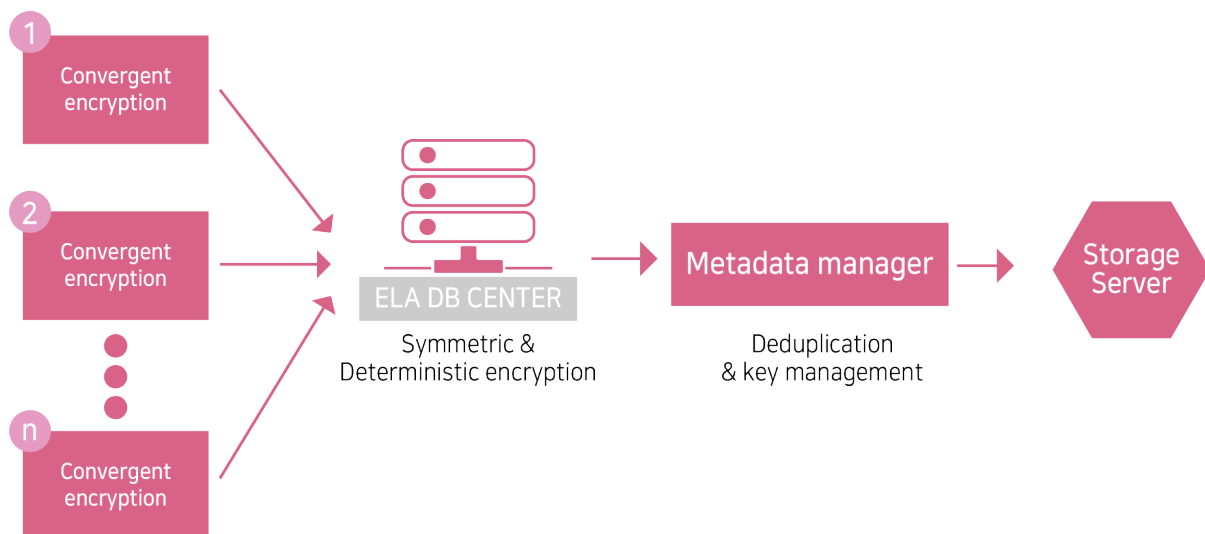 1
Convergent
encryption
2
Convergent
encryption
n
Convergent
encryption
ELA DB CENTER
Symmetric &
Deterministic encryption
Metadata manager
Deduplication
& key management
Storage
Server